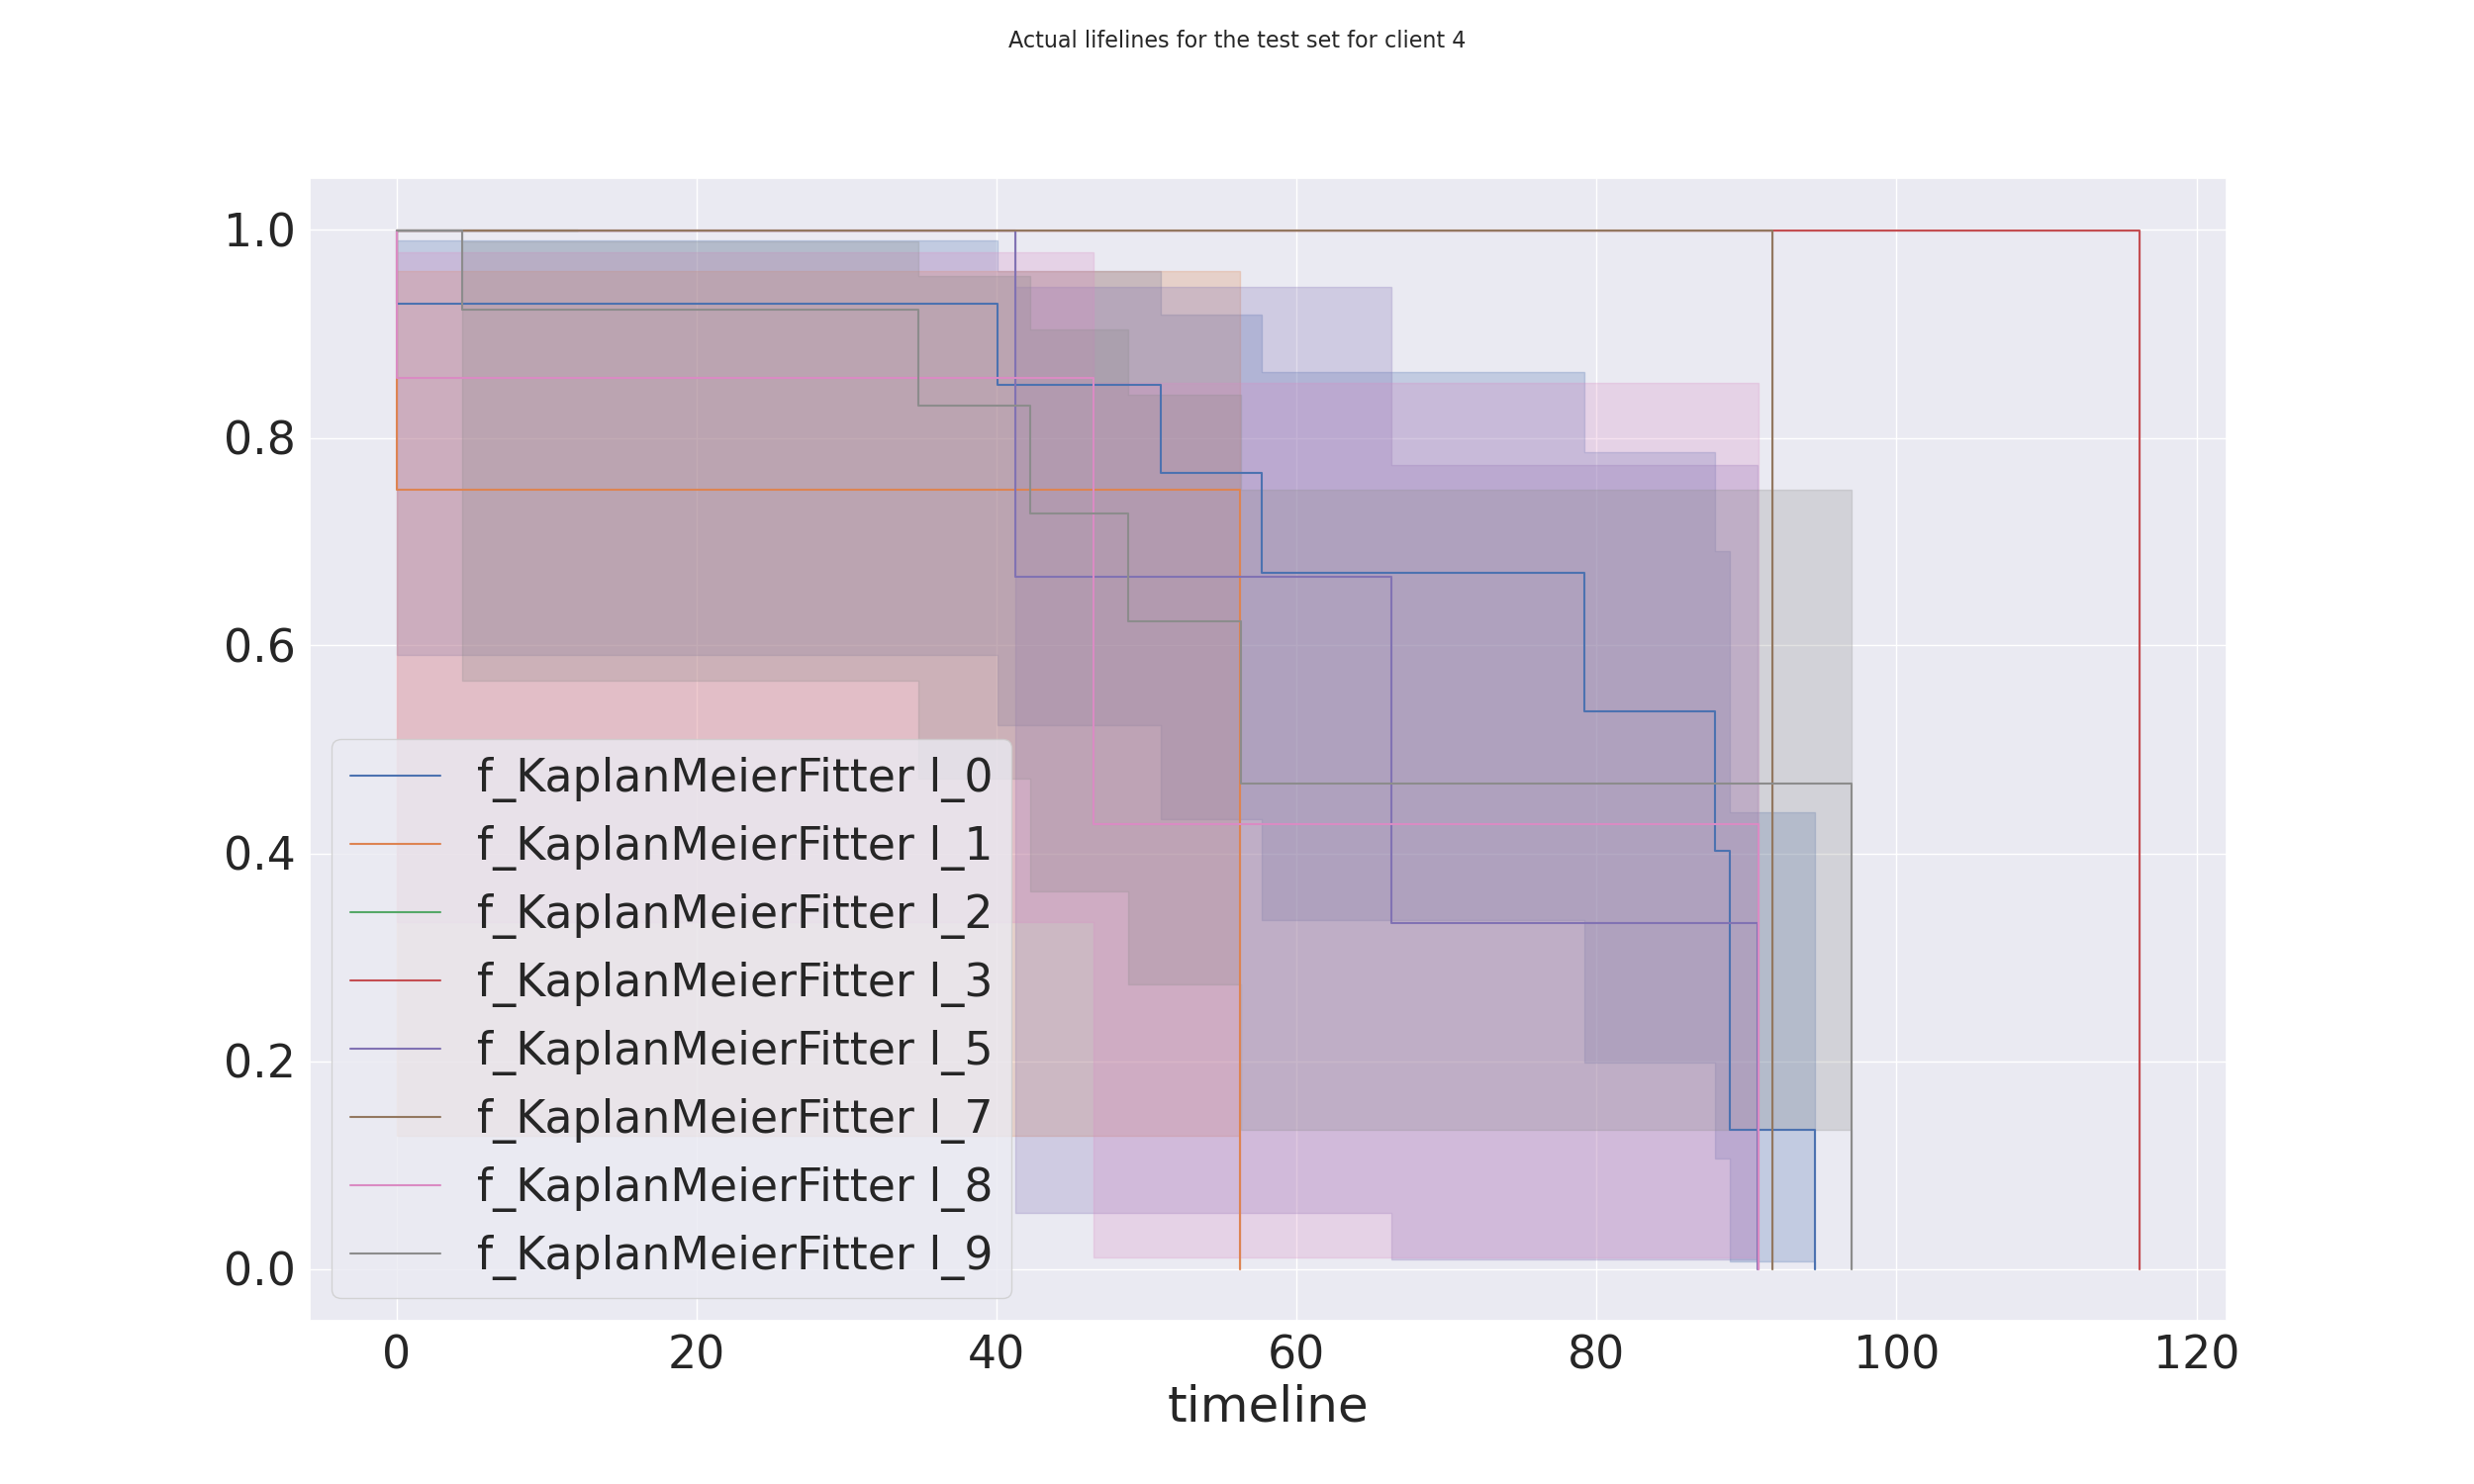 Actual lifelines for the test set for client 4
1.0
0.8
0.6
0.4
0.2
0.0
f_KaplanMeierFitter l_0
f_KaplanMeierFitter l_1
f_KaplanMeierFitter l_2
f_KaplanMeierFitter l_3
f_KaplanMeierFitter l_5
f_KaplanMeierFitter l_7
f_KaplanMeierFitter l_8
f_KaplanMeierFitter l_9
0 20 40 60 80 100 120
timeline